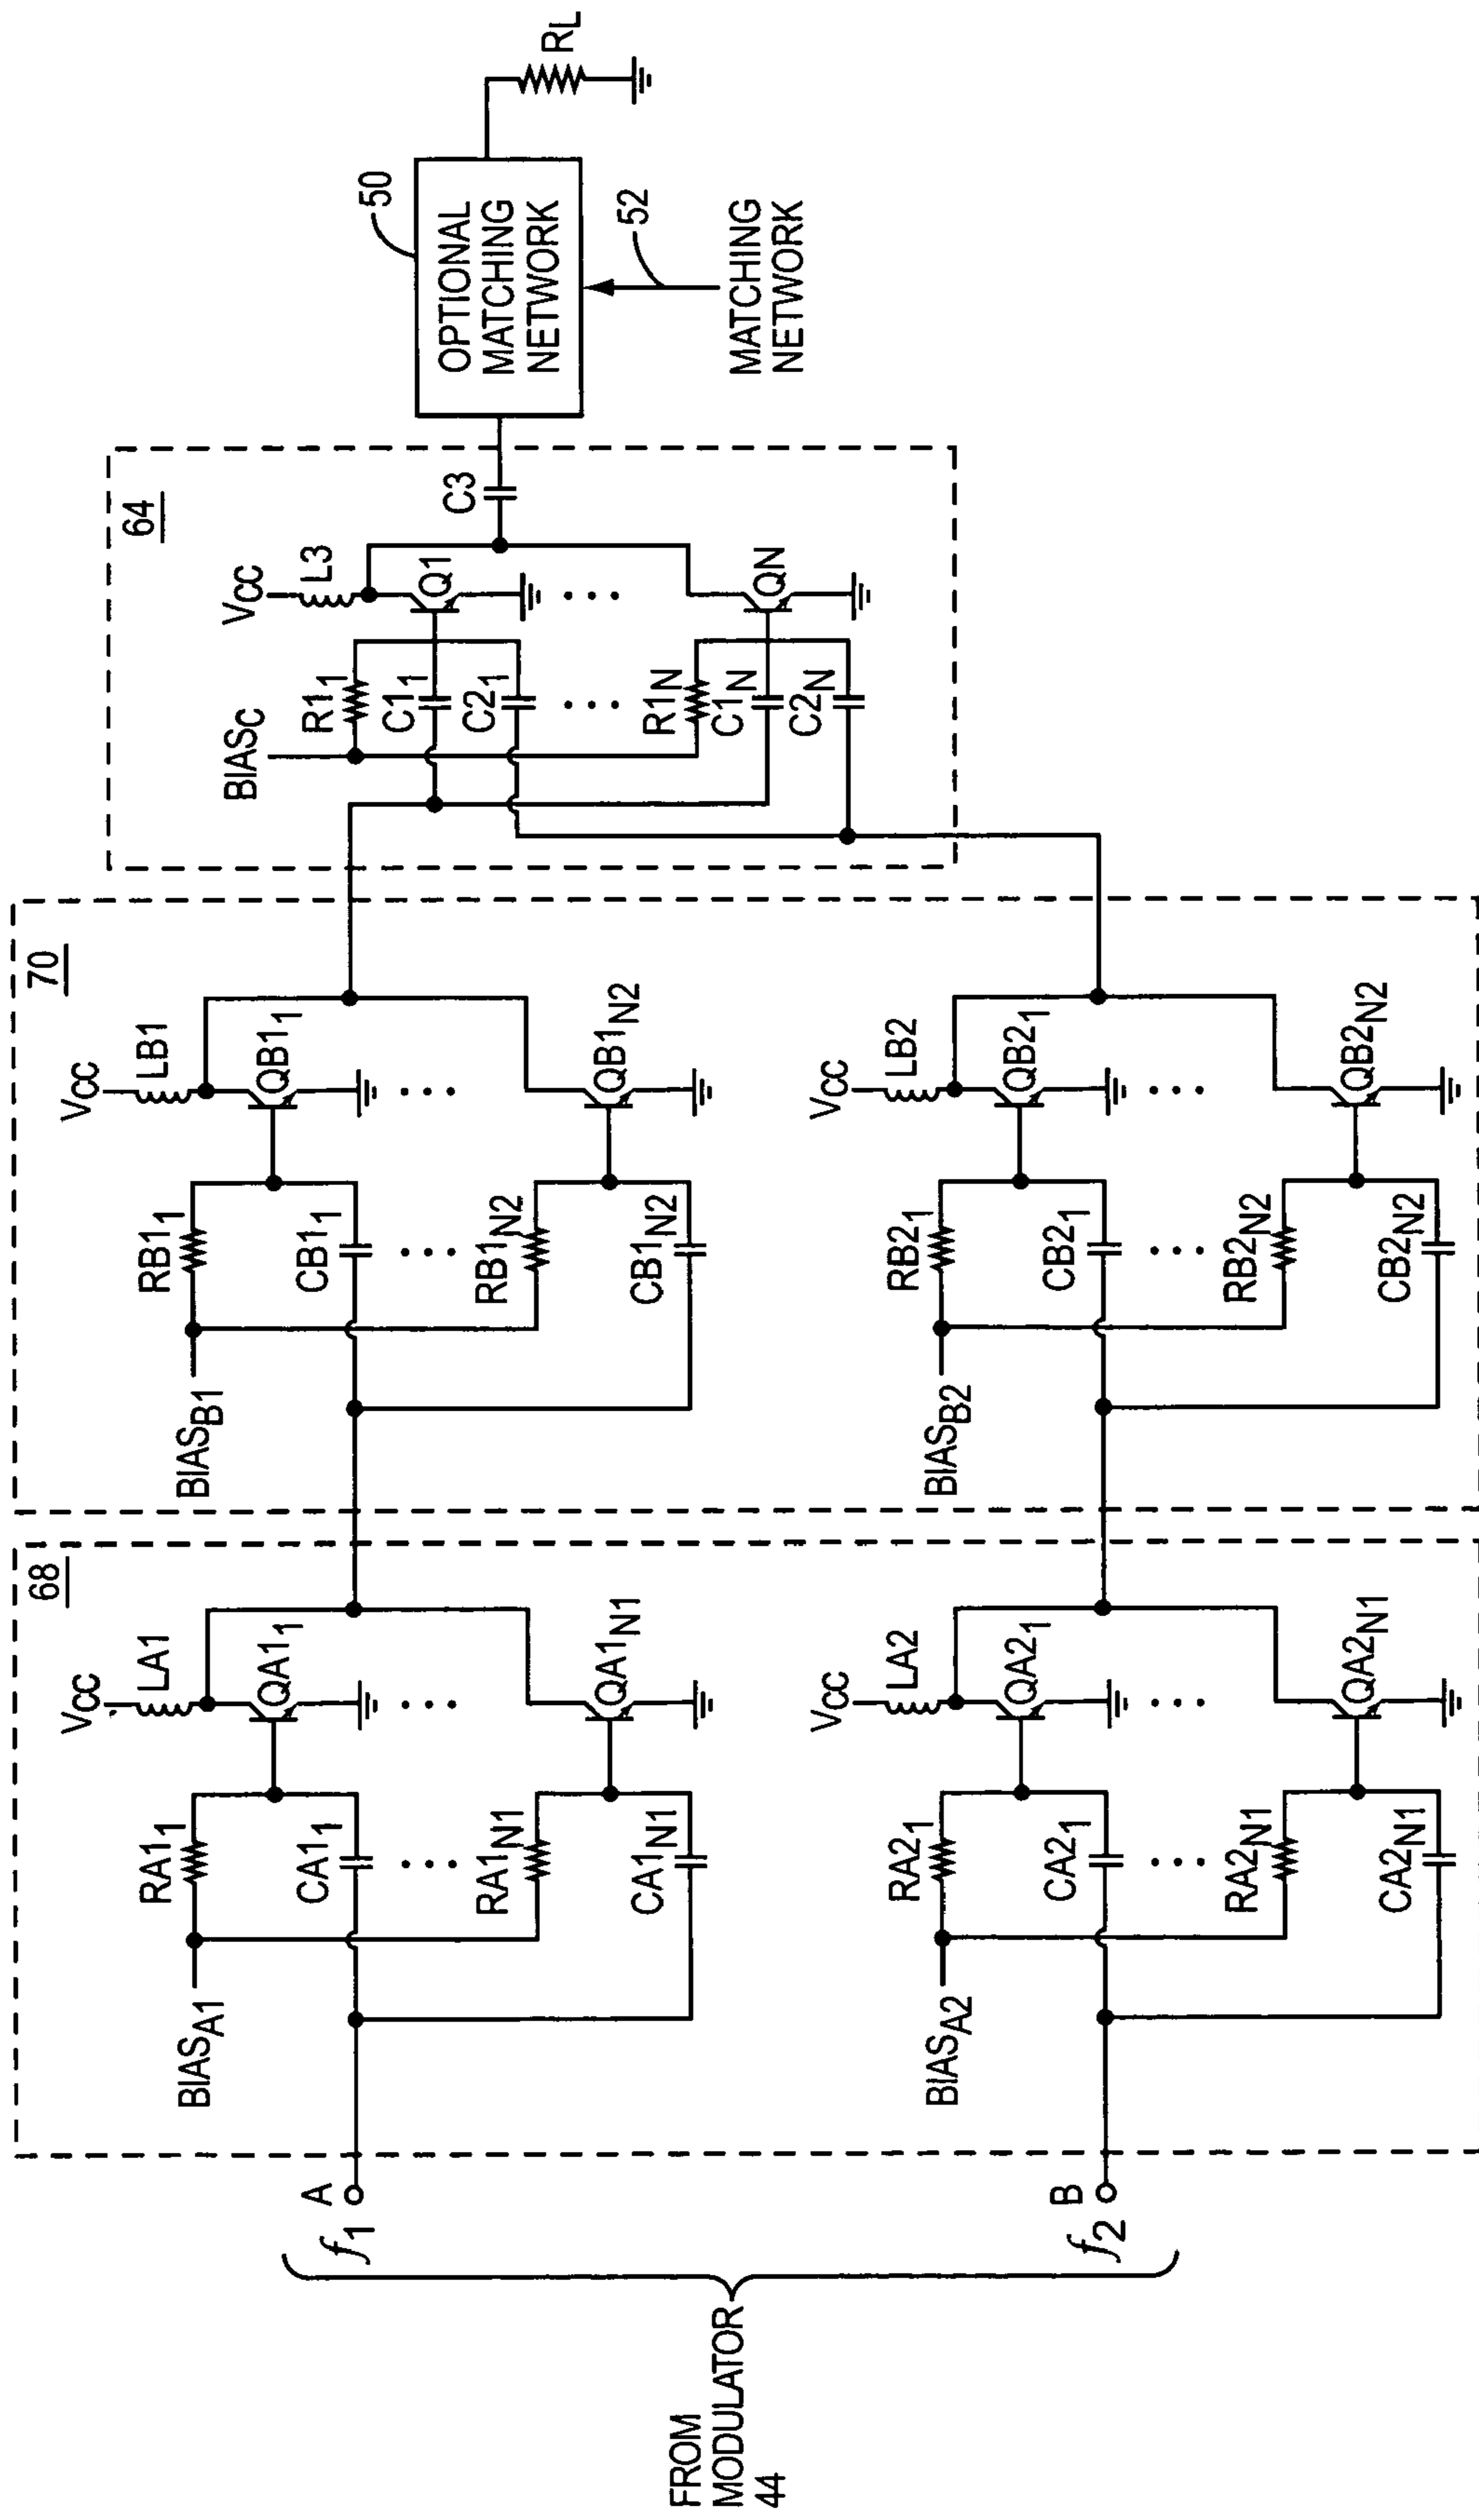 FROM
MODULATOR
44
f1
A
f2
B
68
VCC
LA1
BIASA1
RA11
QA11
CA11
RA1N1
QA1N1
CA1N1
VCC
LA2
BIASA2
RA21
QA21
CA21
RA2N1
QA2N1
CA2N1
70
VCC
LB1
BIASB1
RB11
QB11
CB11
RB1N2
QB1N2
CB1N2
VCC
LB2
BIASB2
RB21
QB21
CB21
RB2N2
QB2N2
CB2N2
64
VCC
L3
BIASC
R11
Q1
C11
C21
C3
R1N
QN
C1N
C2N
50
OPTIONAL
MATCHING
NETWORK
52
MATCHING
NETWORK
RL